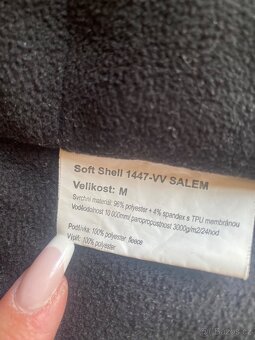 Soft Shell 1447-VV SALEM
Velikost: M
Svrchní materiál: 96% polyester + 4% spandex s TPU membránou
Voděodolnost 10 000mm/ paropropustnost 3000g/m2/24hod
Podšívka: 100% polyester, fleece
Výplň: 100% polyester